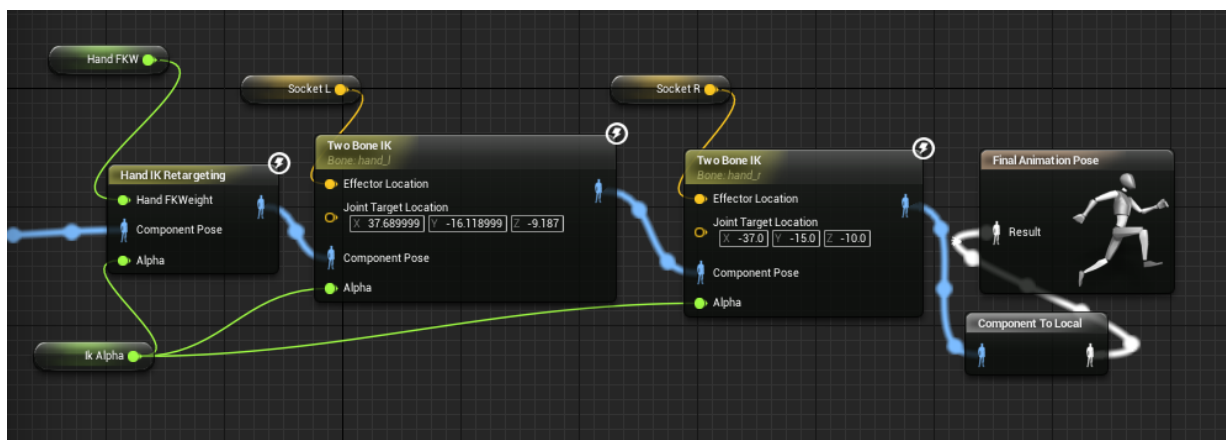 Hand FKW
Socket L
Socket R
Two Bone IK
Bone: hand_l
Effector Location
Joint Target Location
X 37.689999 Y -16.118999 Z -9.187
Component Pose
Alpha
Two Bone IK
Bone: hand_r
Effector Location
Joint Target Location
X -37.0 Y -15.0 Z -10.0
Component Pose
Alpha
Final Animation Pose
Result
Hand IK Retargeting
Hand FKWeight
Component Pose
Alpha
Component To Local
Ik Alpha